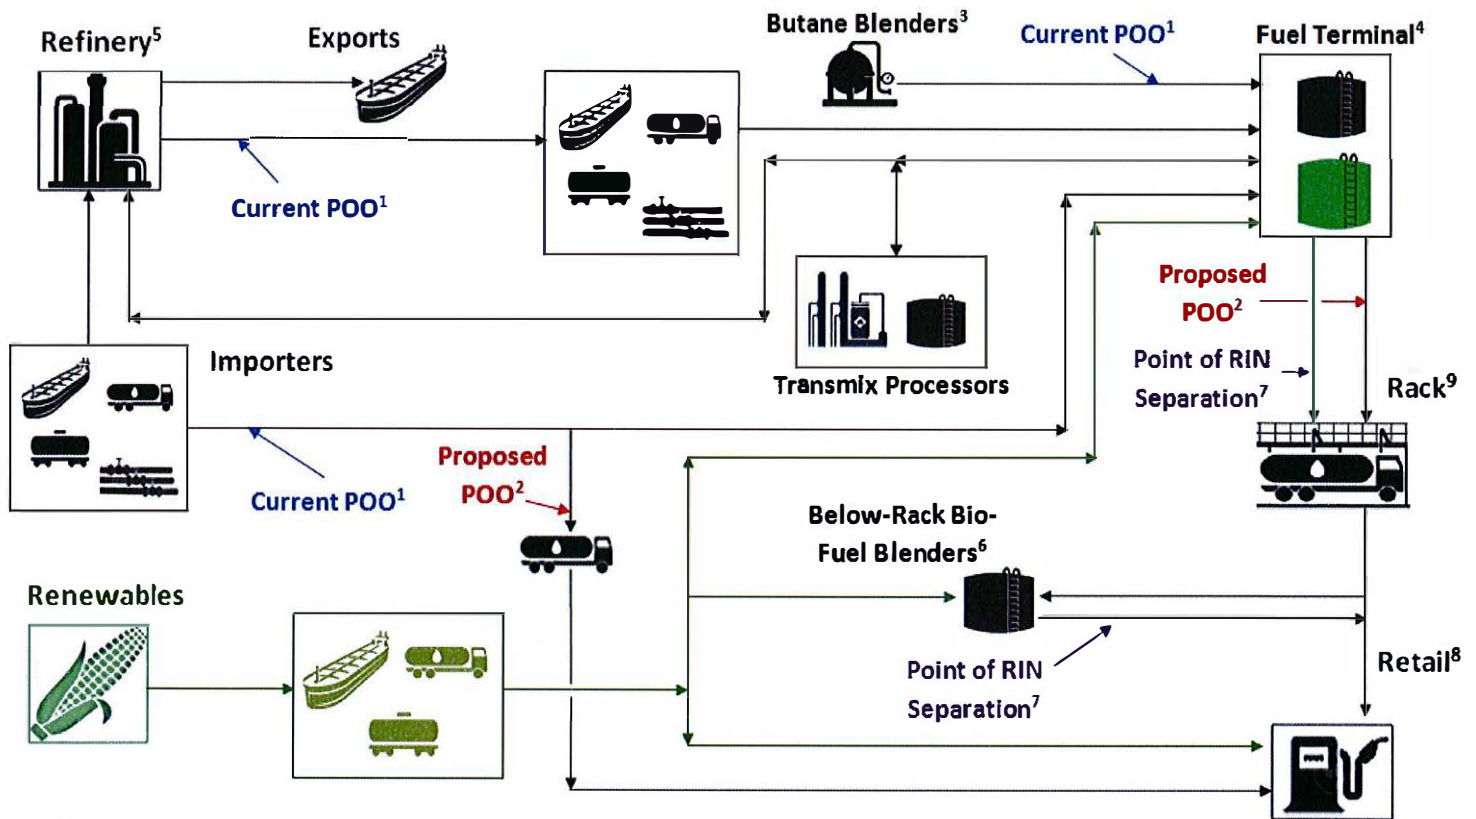 Refinery⁵
Exports
Butane Blenders³
Current POO¹
Fuel Terminal⁴
Current POO¹
Proposed
POO²
Point of RIN
Separation⁷
Rack⁹
Transmix Processors
Importers
Current POO¹
Proposed
POO²
Below-Rack Bio-
Fuel Blenders⁶
Renewables
Point of RIN
Separation⁷
Retail⁸